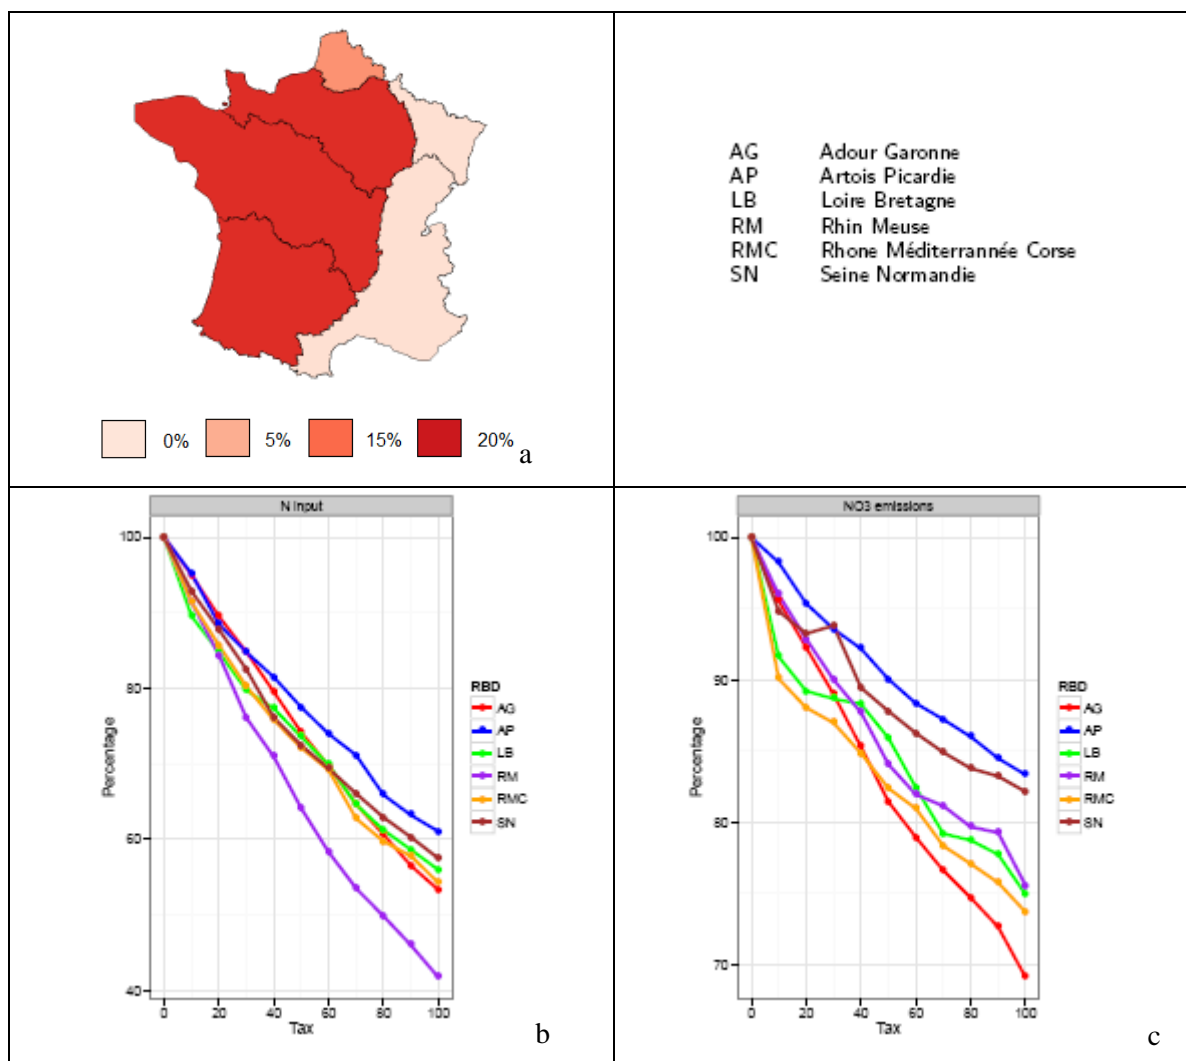 0% 5% 15% 20%
a
AG Adour Garonne
AP Artois Picardie
LB Loire Bretagne
RM Rhin Meuse
RMC Rhone Méditerrannée Corse
SN Seine Normandie
N input
100
80
60
40
Percentage
0 20 40 60 80 100
Tax
RBD
AG
AP
LB
RM
RMC
SN
b
NO3 emissions
100
90
80
70
Percentage
0 20 40 60 80 100
Tax
RBD
AG
AP
LB
RM
RMC
SN
c